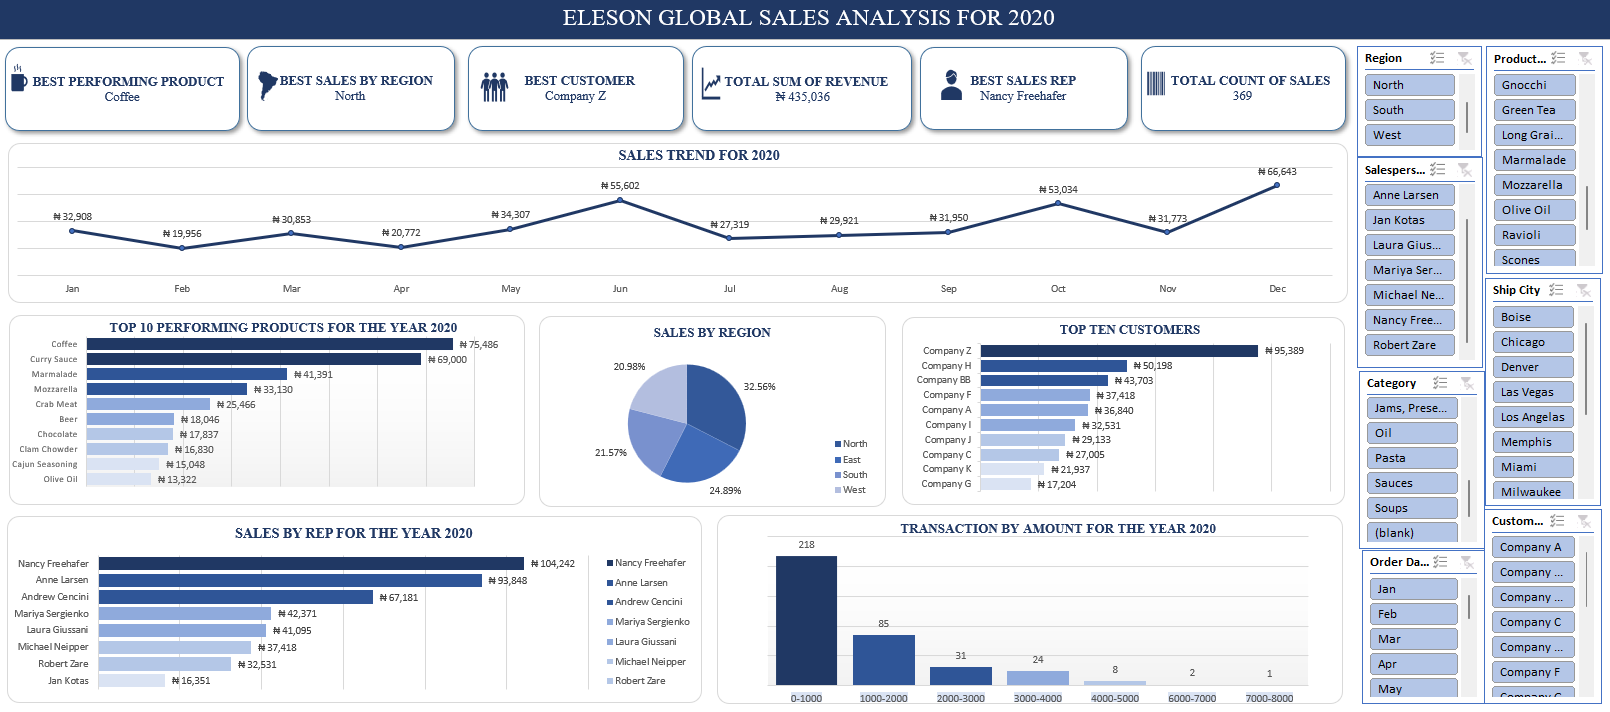 ELESON GLOBAL SALES ANALYSIS FOR 2020
BEST PERFORMING PRODUCT
Coffee
BEST SALES BY REGION
North
BEST CUSTOMER
Company Z
TOTAL SUM OF REVENUE
₦ 435,036
BEST SALES REP
Nancy Freehafer
TOTAL COUNT OF SALES
369
SALES TREND FOR 2020
₦ 32,908
₦ 19,956
₦ 30,853
₦ 20,772
₦ 34,307
₦ 55,602
₦ 27,319
₦ 29,921
₦ 31,950
₦ 53,034
₦ 31,773
₦ 66,643
Jan
Feb
Mar
Apr
May
Jun
Jul
Aug
Sep
Oct
Nov
Dec
TOP 10 PERFORMING PRODUCTS FOR THE YEAR 2020
Coffee ₦ 75,486
Curry Sauce ₦ 69,000
Marmalade ₦ 41,391
Mozzarella ₦ 33,130
Crab Meat ₦ 25,466
Beer ₦ 18,046
Chocolate ₦ 17,837
Clam Chowder ₦ 16,830
Cajun Seasoning ₦ 15,048
Olive Oil ₦ 13,322
SALES BY REGION
20.98%
32.56%
21.57%
24.89%
North
East
South
West
TOP TEN CUSTOMERS
Company Z ₦ 95,389
Company H ₦ 50,198
Company BB ₦ 43,703
Company F ₦ 37,418
Company A ₦ 36,840
Company I ₦ 32,531
Company J ₦ 29,133
Company C ₦ 27,005
Company K ₦ 21,937
Company G ₦ 17,204
SALES BY REP FOR THE YEAR 2020
Nancy Freehafer ₦ 104,242
Anne Larsen ₦ 93,848
Andrew Cencini ₦ 67,181
Mariya Sergienko ₦ 42,371
Laura Giussani ₦ 41,095
Michael Neipper ₦ 37,418
Robert Zare ₦ 32,531
Jan Kotas ₦ 16,351
Nancy Freehafer
Anne Larsen
Andrew Cencini
Mariya Sergienko
Laura Giussani
Michael Neipper
Robert Zare
TRANSACTION BY AMOUNT FOR THE YEAR 2020
218
85
31
24
8
2
1
0-1000
1000-2000
2000-3000
3000-4000
4000-5000
6000-7000
7000-8000
Region
North
South
West
Salespers...
Anne Larsen
Jan Kotas
Laura Gius...
Mariya Ser...
Michael Ne...
Nancy Free...
Robert Zare
Category
Jams, Prese...
Oil
Pasta
Sauces
Soups
(blank)
Order Da...
Jan
Feb
Mar
Apr
May
Product...
Gnocchi
Green Tea
Long Grai...
Marmalade
Mozzarella
Olive Oil
Ravioli
Scones
Ship City
Boise
Chicago
Denver
Las Vegas
Los Angelas
Memphis
Miami
Milwaukee
Custom...
Company A
Company ...
Company ...
Company C
Company ...
Company F
Company G